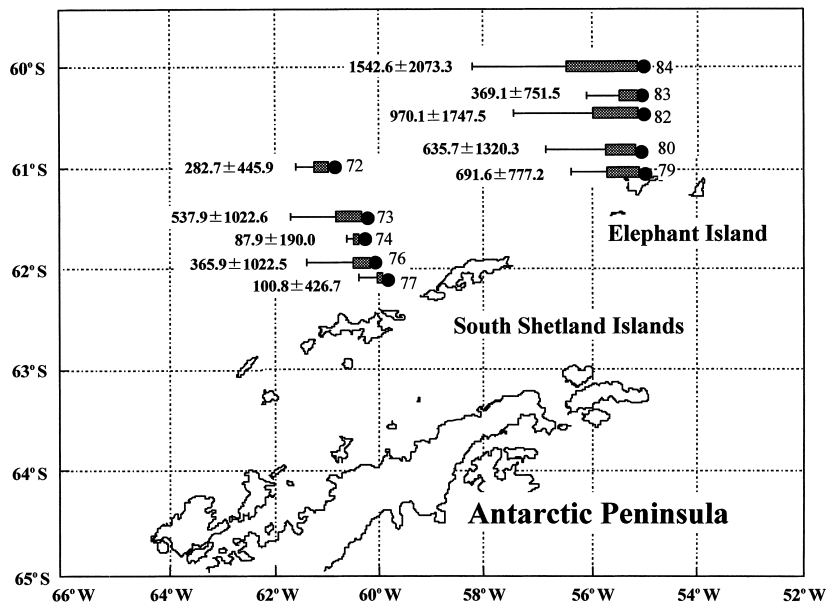 60°S
1542.6±2073.3
84
369.1±751.5
83
970.1±1747.5
82
635.7±1320.3
80
61°S
282.7±445.9
72
691.6±777.2
79
537.9±1022.6
73
Elephant Island
87.9±190.0
74
62°S
365.9±1022.5
76
100.8±426.7
77
South Shetland Islands
63°S
64°S
Antarctic Peninsula
65°S
66°W 64°W 62°W 60°W 58°W 56°W 54°W 52°W